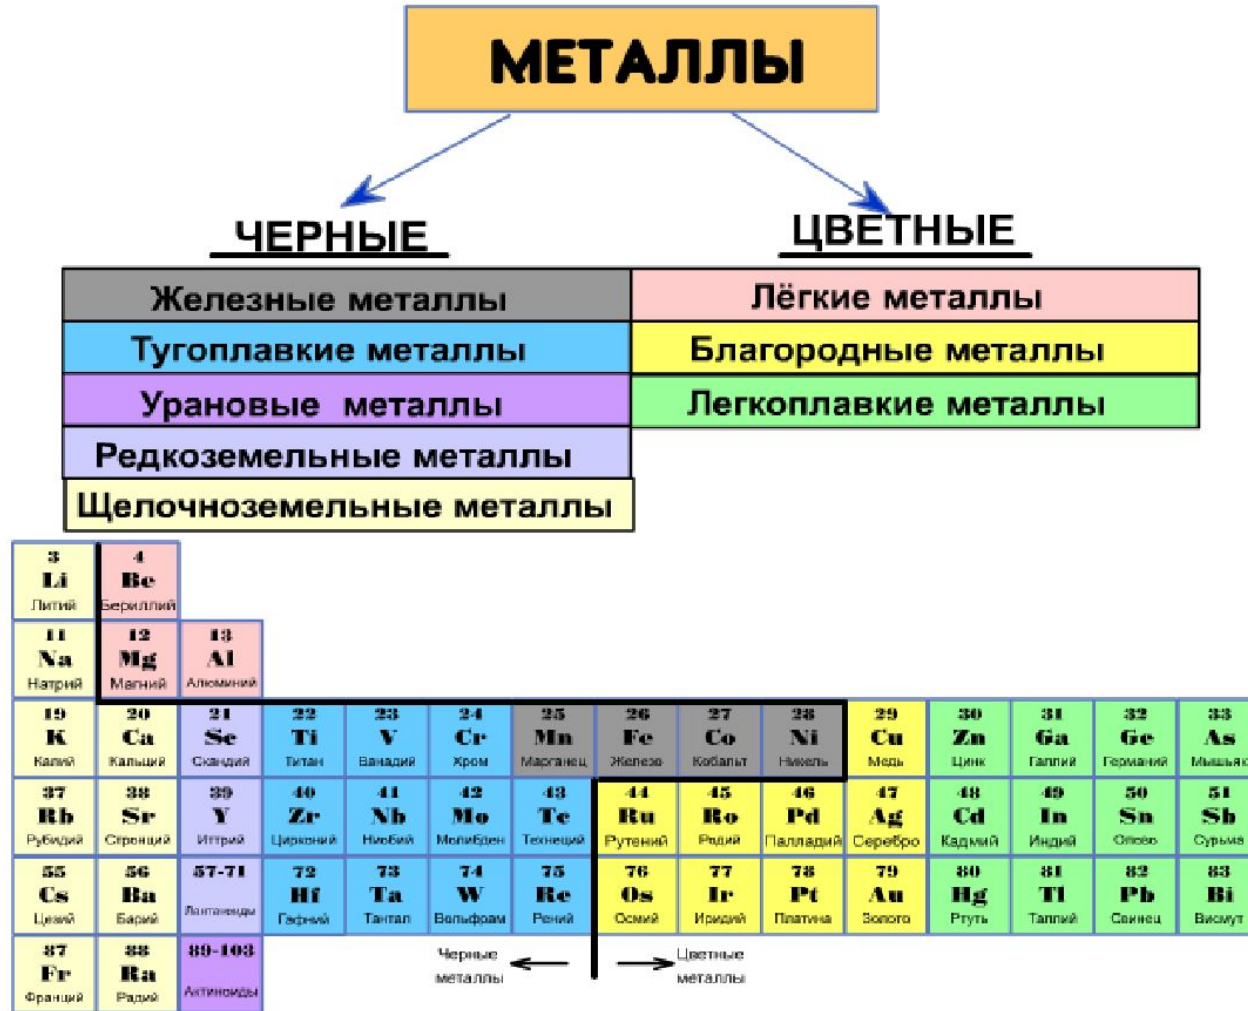 МЕТАЛЛЫ
ЧЕРНЫЕ ЦВЕТНЫЕ
Железные металлы Лёгкие металлы
Тугоплавкие металлы Благородные металлы
Урановые металлы Легкоплавкие металлы
Редкоземельные металлы
Щелочноземельные металлы
3 4
Li Be
Литий Бериллий
11 12 13
Na Mg Al
Натрий Магний Алюминий
19 20 21 22 23 24 25 26 27 28 29 30 31 32 33
K Ca Sc Ti V Cr Mn Fe Co Ni Cu Zn Ga Ge As
Калий Кальций Скандий Титан Ванадий Хром Марганец Железо Кобальт Никель Медь Цинк Галлий Германий Мышьяк
37 38 39 40 41 42 43 44 45 46 47 48 49 50 51
Rb Sr Y Zr Nb Mo Tc Ru Ro Pd Ag Cd In Sn Sb
Рубидий Стронций Иттрий Цирконий Ниобий Молибден Технеций Рутений Родий Палладий Серебро Кадмий Индий Олово Сурьма
55 56 57-71 72 73 74 75 76 77 78 79 80 81 82 83
Cs Ba Hf Ta W Re Os Ir Pt Au Hg Tl Pb Bi
Цезий Барий Лантаноиды Гафний Тантал Вольфрам Рений Осмий Иридий Платина Золото Ртуть Таллий Свинец Висмут
87 88 89-103
Fr Ra
Франций Радий Актиноиды
Черные Цветные
металлы металлы